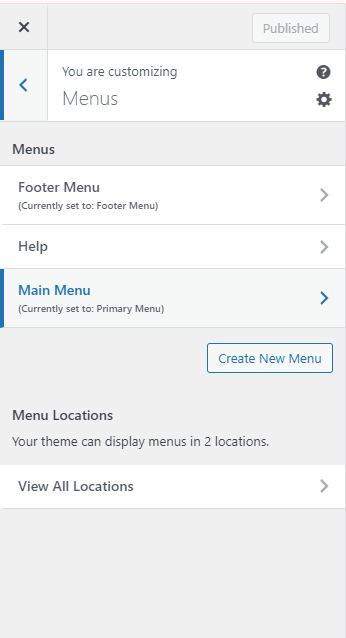 Published
You are customizing
Menus
Menus
Footer Menu
(Currently set to: Footer Menu)
Help
Main Menu
(Currently set to: Primary Menu)
Create New Menu
Menu Locations
Your theme can display menus in 2 locations.
View All Locations